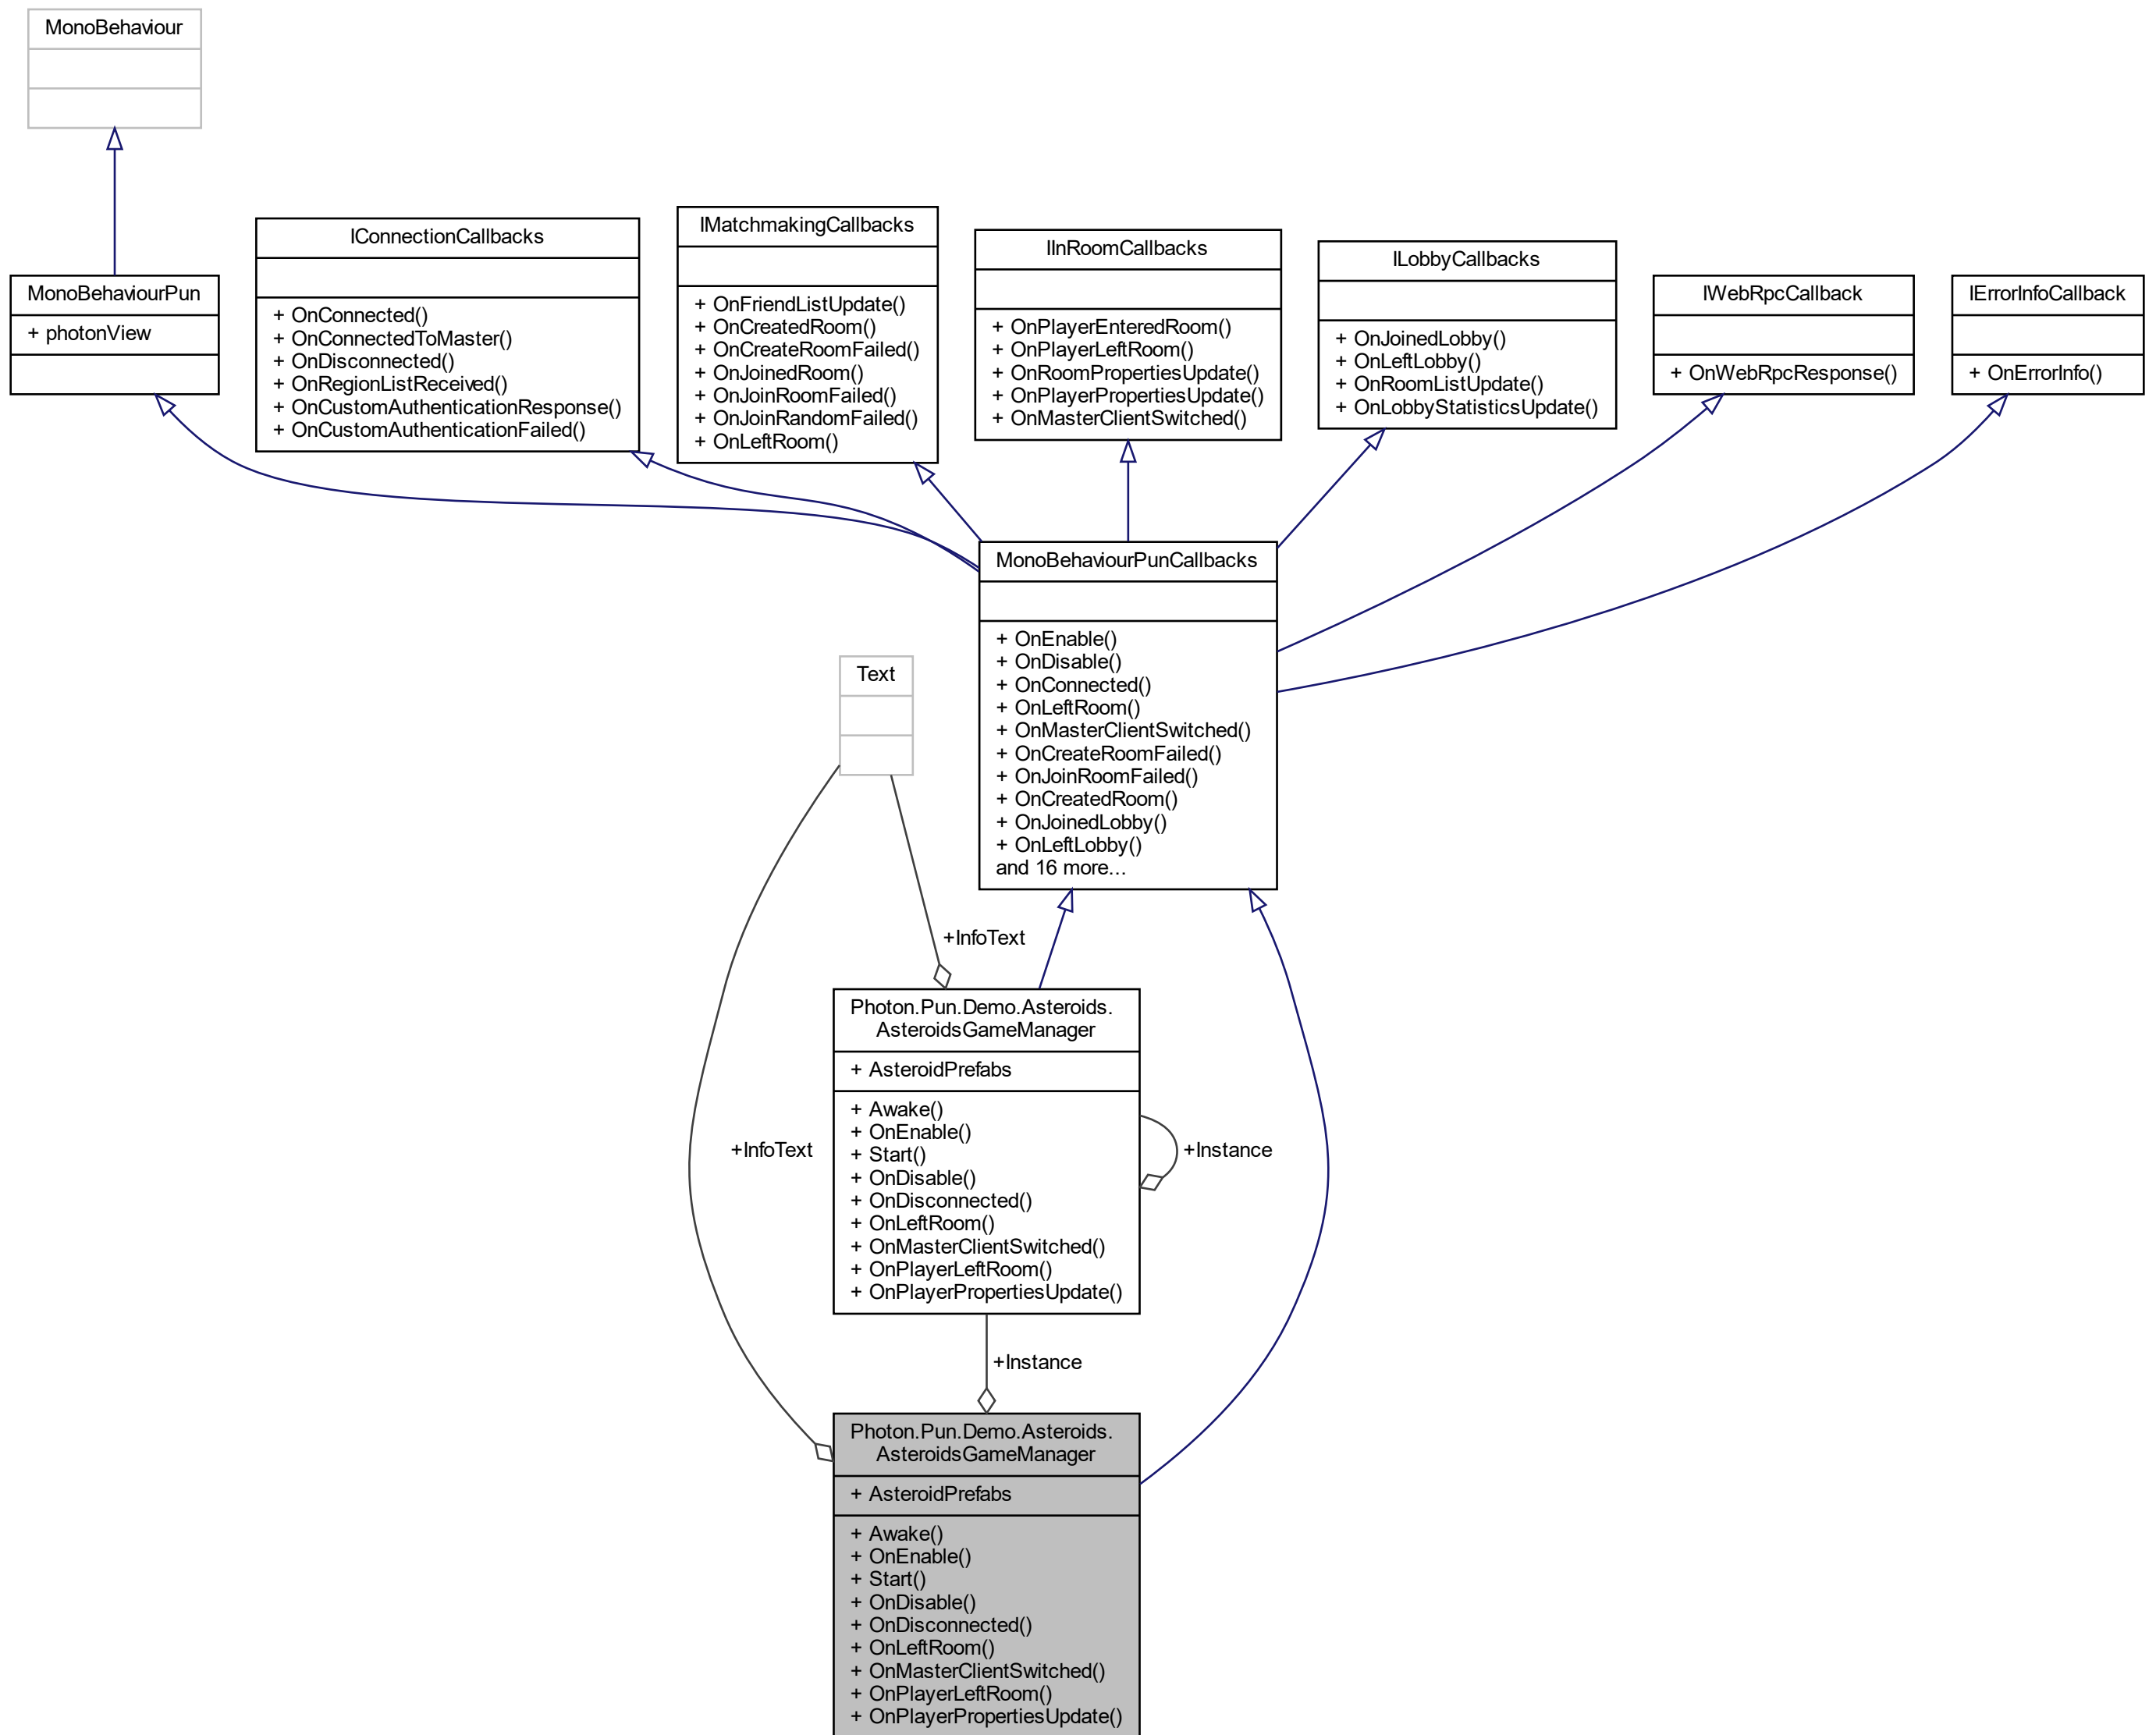 MonoBehaviour
MonoBehaviourPun
+ photonView
IConnectionCallbacks
+ OnConnected()
+ OnConnectedToMaster()
+ OnDisconnected()
+ OnRegionListReceived()
+ OnCustomAuthenticationResponse()
+ OnCustomAuthenticationFailed()
IMatchmakingCallbacks
+ OnFriendListUpdate()
+ OnCreatedRoom()
+ OnCreateRoomFailed()
+ OnJoinedRoom()
+ OnJoinRoomFailed()
+ OnJoinRandomFailed()
+ OnLeftRoom()
IInRoomCallbacks
+ OnPlayerEnteredRoom()
+ OnPlayerLeftRoom()
+ OnRoomPropertiesUpdate()
+ OnPlayerPropertiesUpdate()
+ OnMasterClientSwitched()
ILobbyCallbacks
+ OnJoinedLobby()
+ OnLeftLobby()
+ OnRoomListUpdate()
+ OnLobbyStatisticsUpdate()
IWebRpcCallback
+ OnWebRpcResponse()
IErrorInfoCallback
+ OnErrorInfo()
MonoBehaviourPunCallbacks
+ OnEnable()
+ OnDisable()
+ OnConnected()
+ OnLeftRoom()
+ OnMasterClientSwitched()
+ OnCreateRoomFailed()
+ OnJoinRoomFailed()
+ OnCreatedRoom()
+ OnJoinedLobby()
+ OnLeftLobby()
and 16 more...
Text
+InfoText
Photon.Pun.Demo.Asteroids.
AsteroidsGameManager
+ AsteroidPrefabs
+ Awake()
+ OnEnable()
+ Start()
+ OnDisable()
+ OnDisconnected()
+ OnLeftRoom()
+ OnMasterClientSwitched()
+ OnPlayerLeftRoom()
+ OnPlayerPropertiesUpdate()
+InfoText
+Instance
+Instance
Photon.Pun.Demo.Asteroids.
AsteroidsGameManager
+ AsteroidPrefabs
+ Awake()
+ OnEnable()
+ Start()
+ OnDisable()
+ OnDisconnected()
+ OnLeftRoom()
+ OnMasterClientSwitched()
+ OnPlayerLeftRoom()
+ OnPlayerPropertiesUpdate()